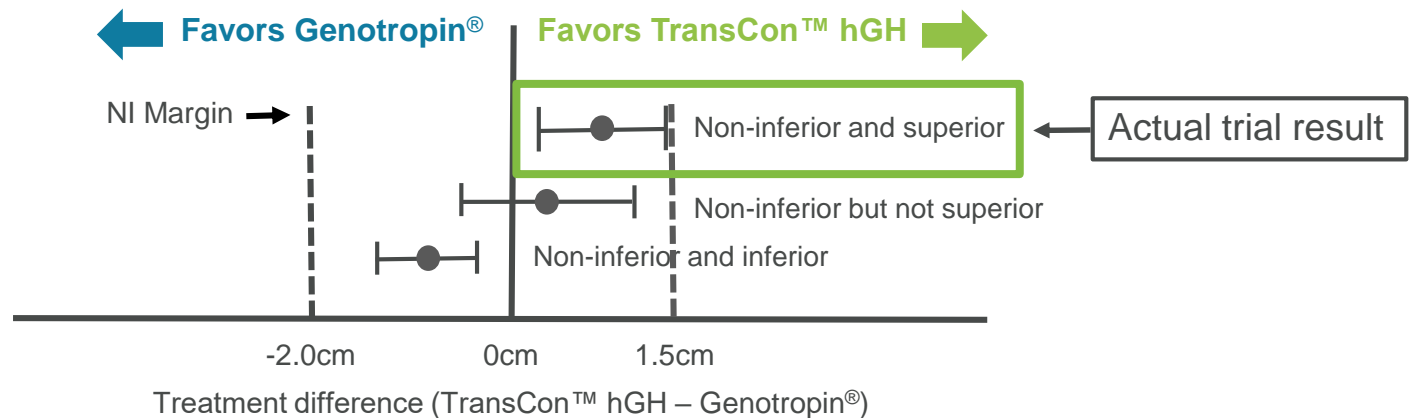 Favors Genotropin®
Favors TransCon™ hGH
NI Margin
Non-inferior and superior
Actual trial result
Non-inferior but not superior
Non-inferior and inferior
-2.0cm
0cm
1.5cm
Treatment difference (TransCon™ hGH – Genotropin®)